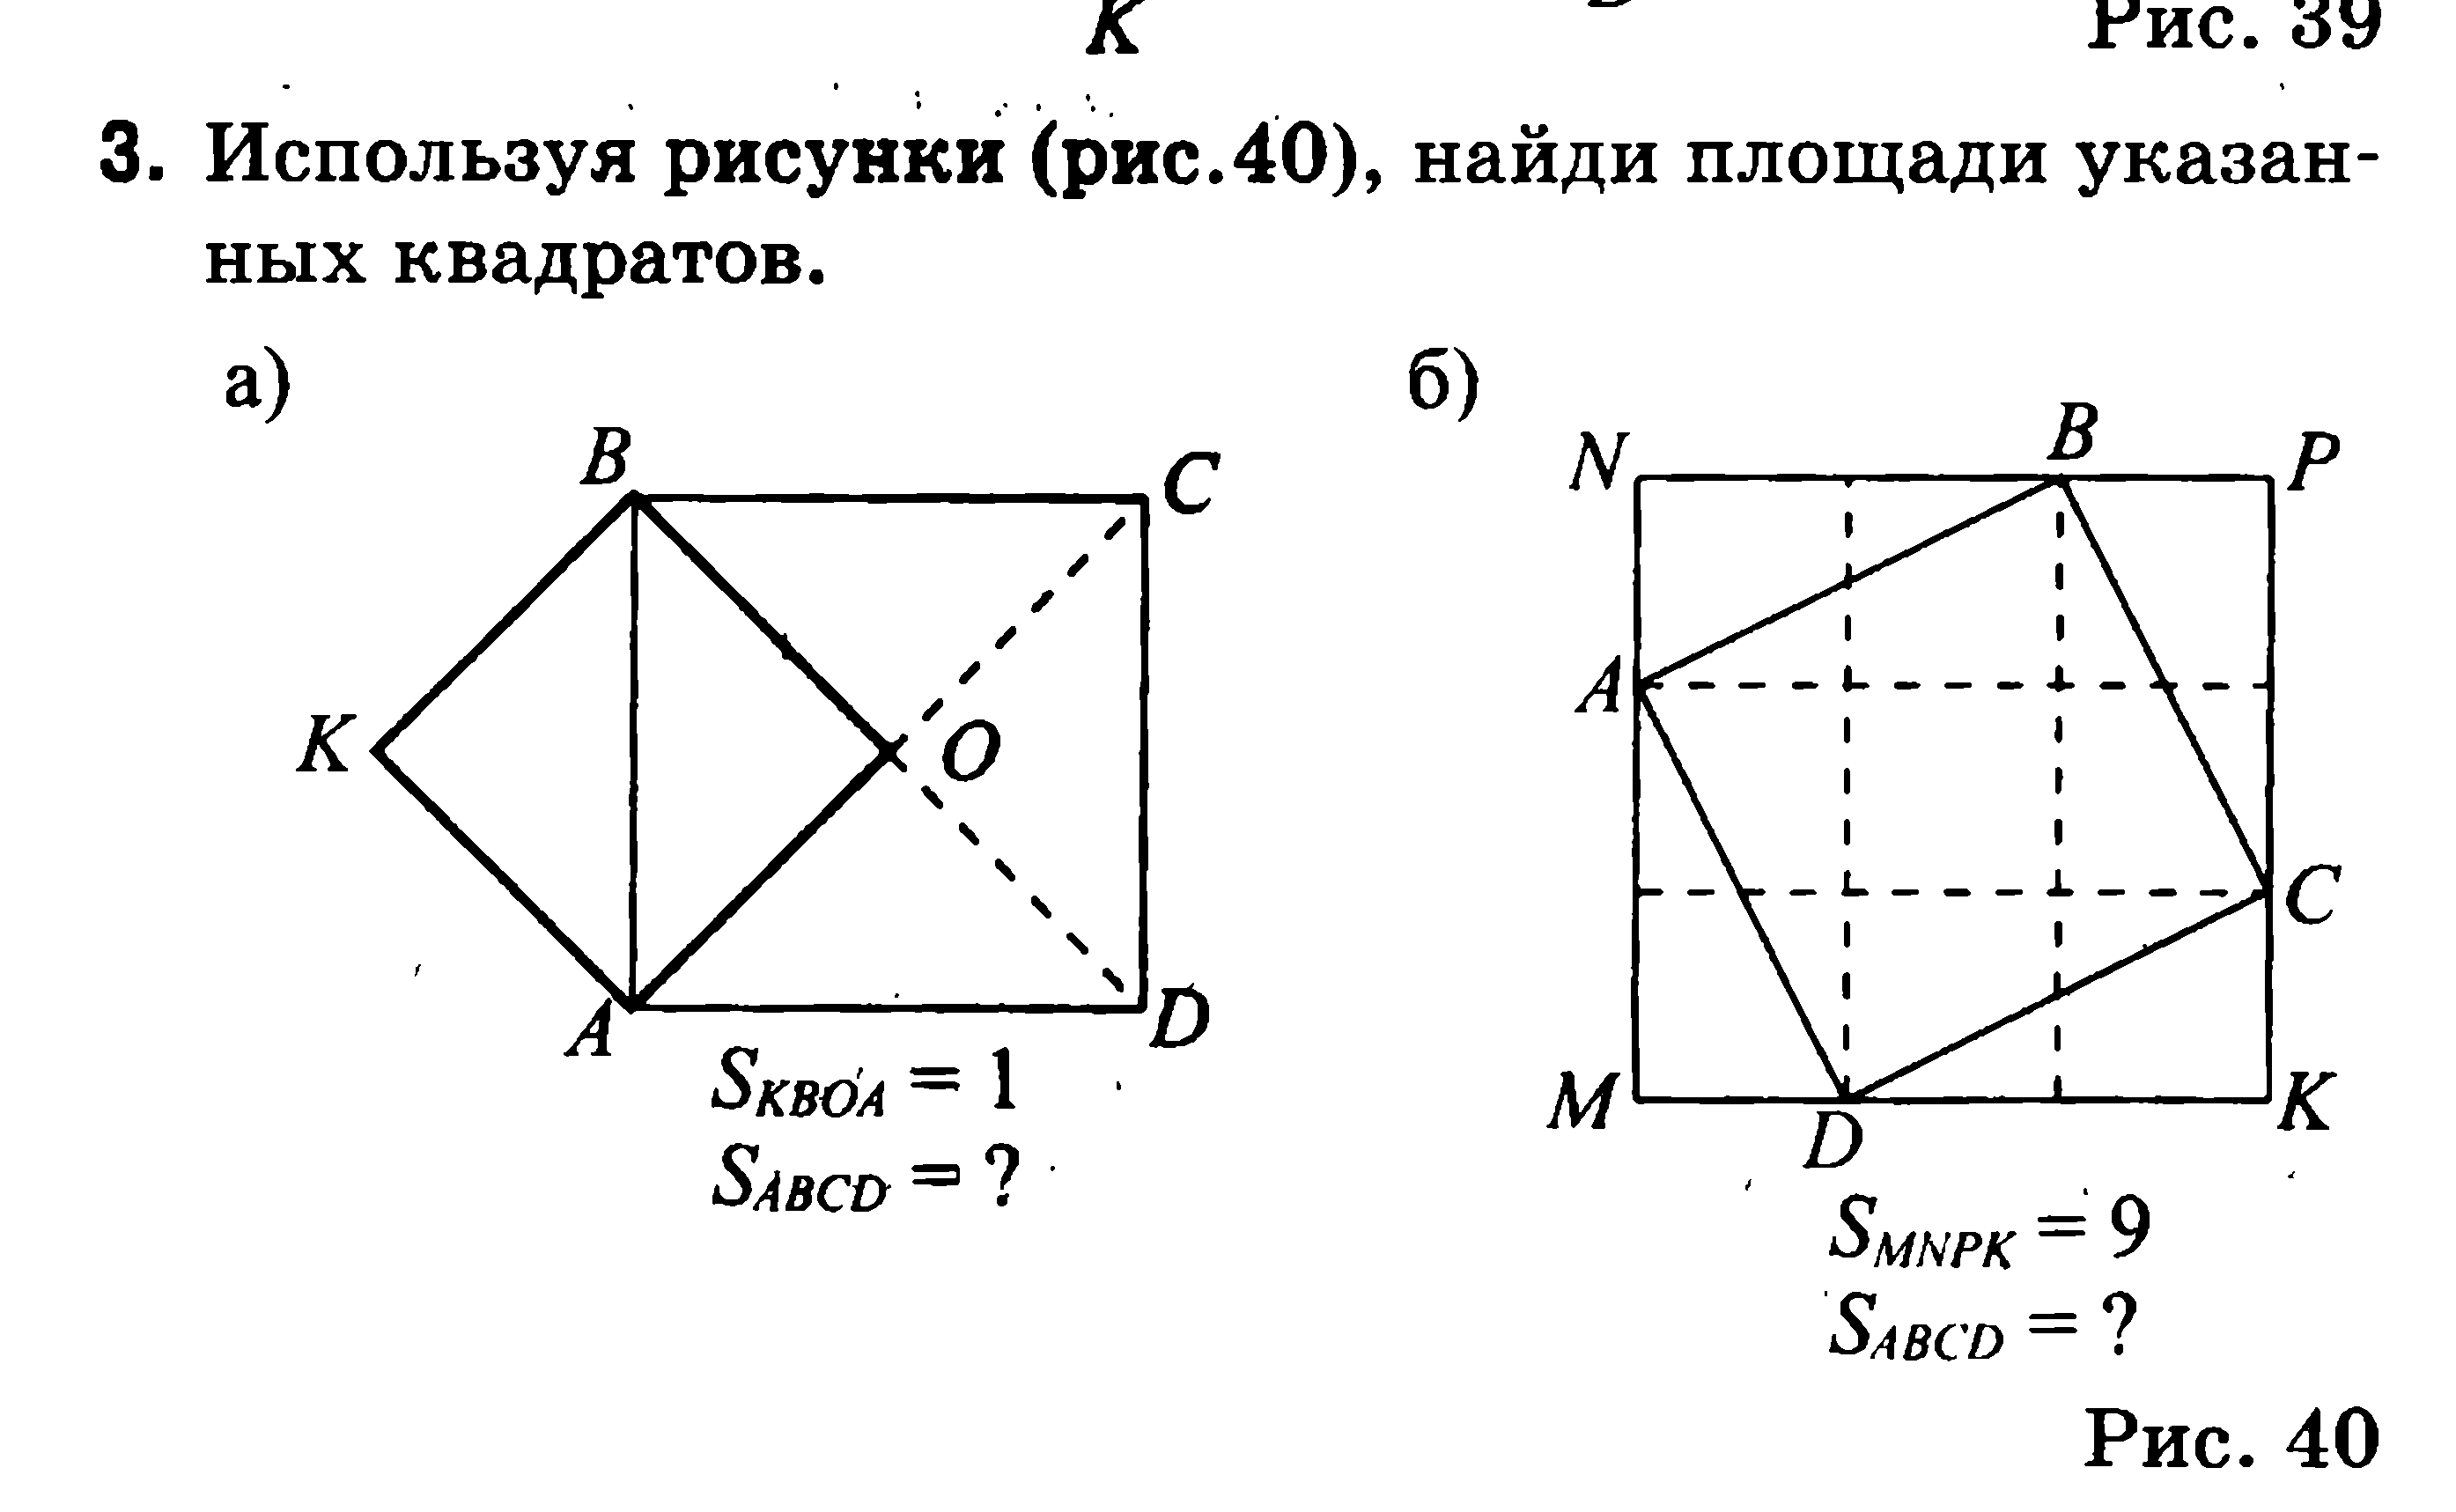 K
Рис. 39
3. Используя рисунки (рис.40), найди площади указан-
ных квадратов.
а)
б)
B
C
K
O
A
D
S_KBOA = 1
S_ABCD = ?
N
B
P
A
C
M
D
K
S_MNPK = 9
S_ABCD = ?
Рис. 40